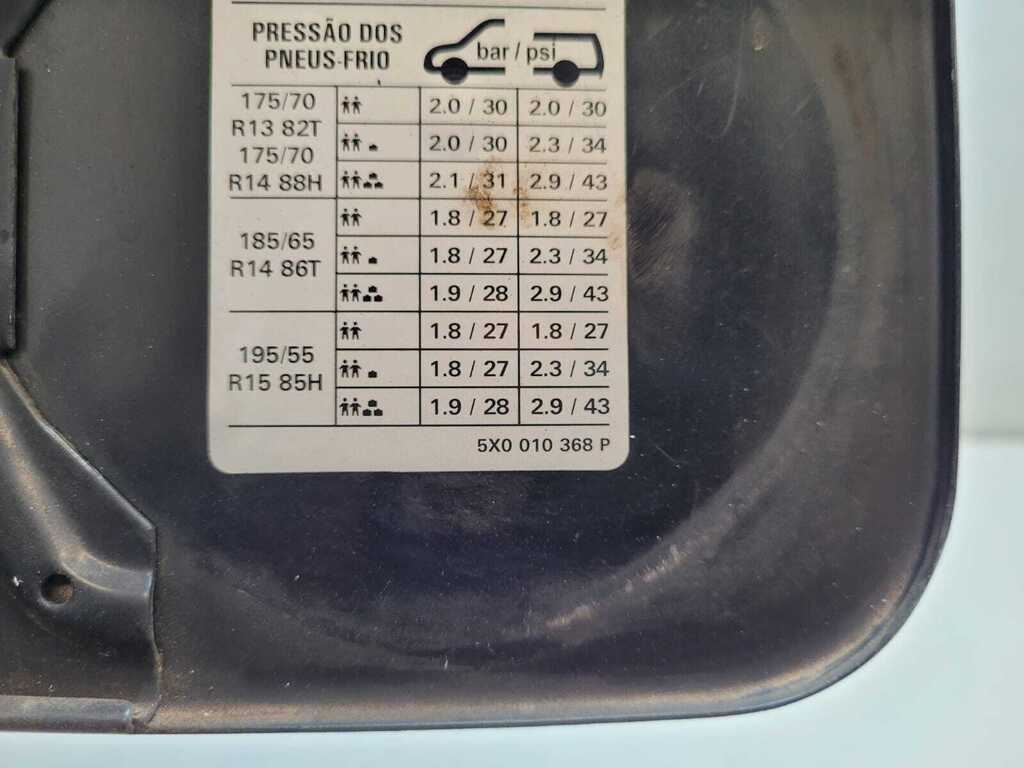 PRESSÃO DOS
PNEUS-FRIO
bar / psi
175/70
R13 82T
175/70
R14 88H
2.0 / 30 2.0 / 30
2.0 / 30 2.3 / 34
2.1 / 31 2.9 / 43
185/65
R14 86T
1.8 / 27 1.8 / 27
1.8 / 27 2.3 / 34
1.9 / 28 2.9 / 43
195/55
R15 85H
1.8 / 27 1.8 / 27
1.8 / 27 2.3 / 34
1.9 / 28 2.9 / 43
5X0 010 368 P